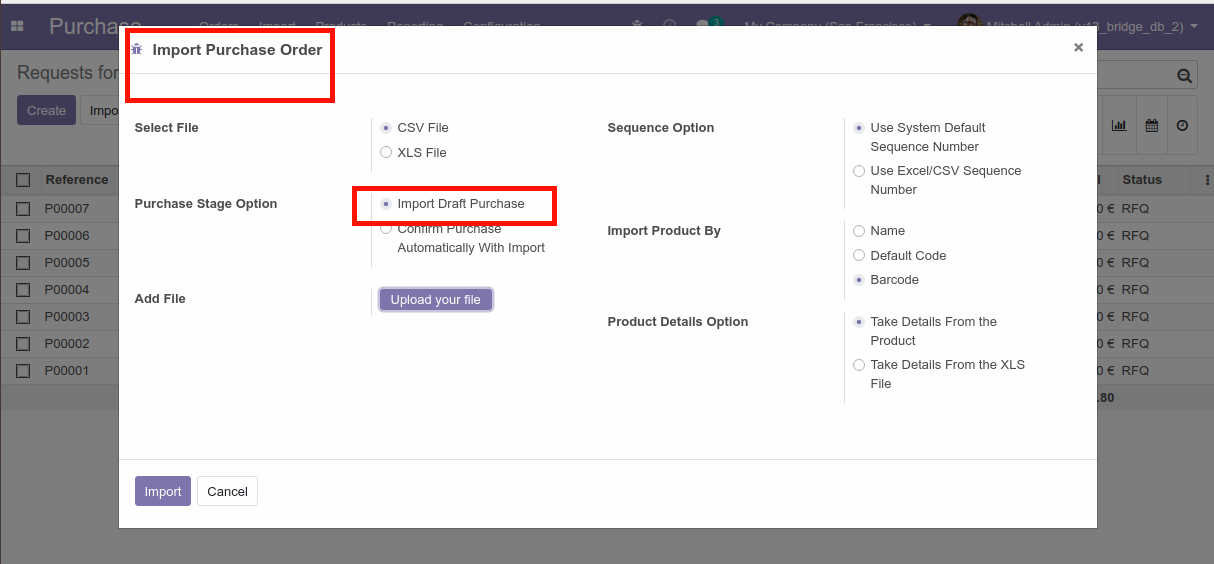 Purchase
Orders Import Products Reporting Configuration
3
My Company (San Francisco)
Mitchell Admin (v13_bridge_db_2)
Requests for
Create
Import Purchase Order
×
Select File
CSV File
XLS File
Purchase Stage Option
Import Draft Purchase
Confirm Purchase
Automatically With Import
Add File
Upload your file
Sequence Option
Use System Default
Sequence Number
Use Excel/CSV Sequence
Number
Import Product By
Name
Default Code
Barcode
Product Details Option
Take Details From the
Product
Take Details From the XLS
File
Import
Cancel
Reference
Status
P00007
0 € RFQ
P00006
0 € RFQ
P00005
0 € RFQ
P00004
0 € RFQ
P00003
0 € RFQ
P00002
0 € RFQ
P00001
0 € RFQ
.80